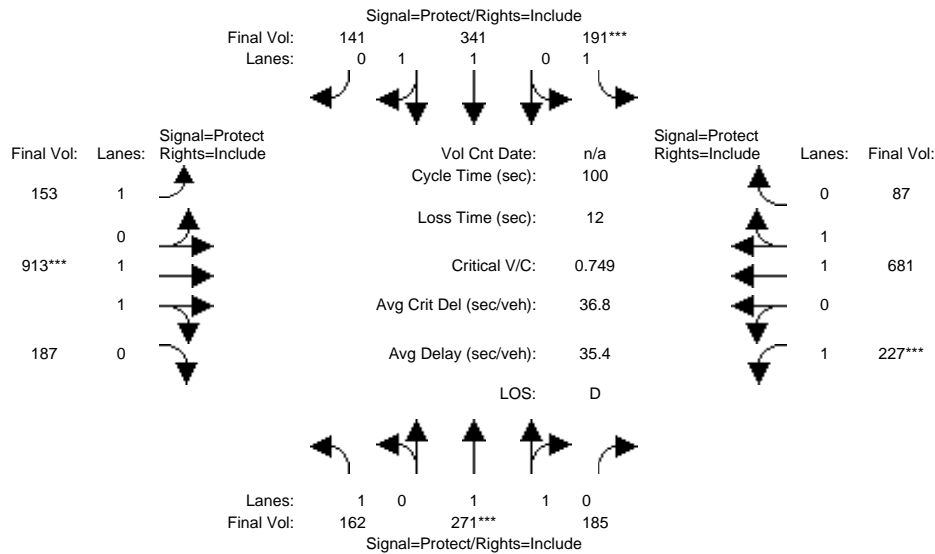 Signal=Protect/Rights=Include
Final Vol: 141 341 191***
Lanes: 0 1 1 0 1
Signal=Protect
Final Vol: Lanes: Rights=Include
Vol Cnt Date: n/a
Signal=Protect
Rights=Include Lanes: Final Vol:
153 1
Cycle Time (sec): 100
0 87
Loss Time (sec): 12
0
1
913*** 1
Critical V/C: 0.749
1 681
1
Avg Crit Del (sec/veh): 36.8
0
187 0
Avg Delay (sec/veh): 35.4
1 227***
LOS: D
Lanes: 1 0 1 1 0
Final Vol: 162 271*** 185
Signal=Protect/Rights=Include